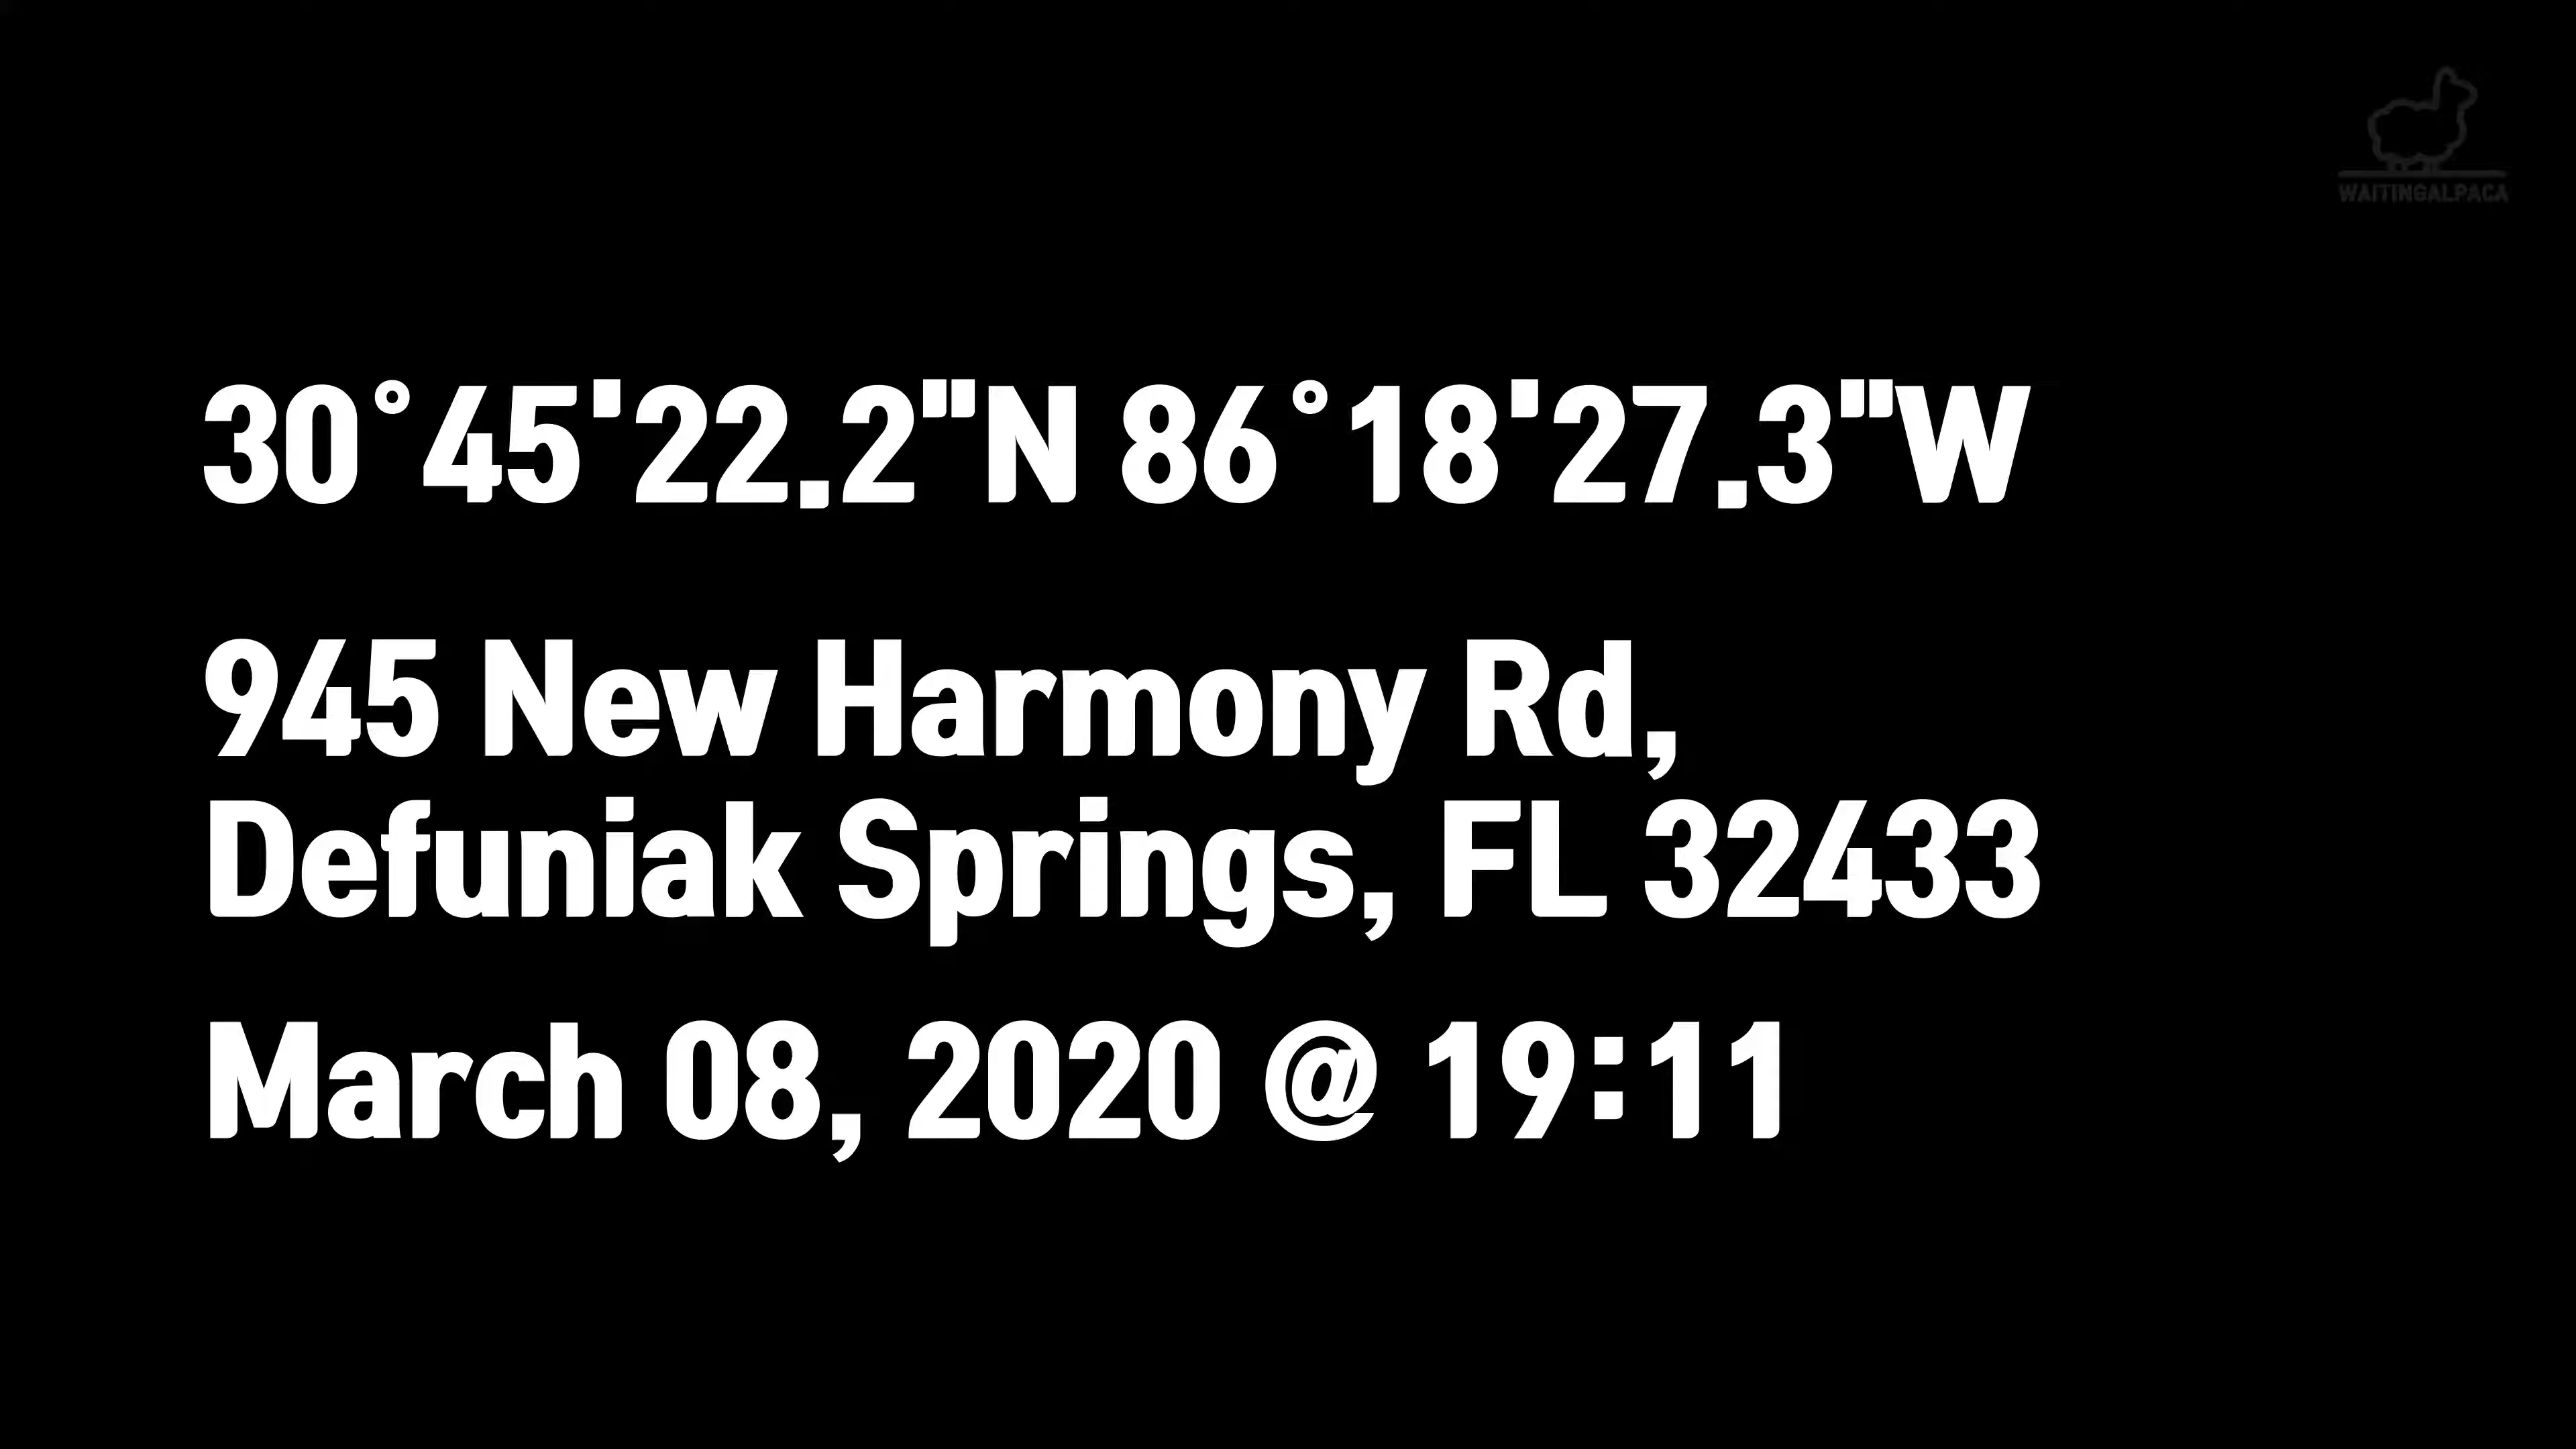 WAITINGALPACA
30°45'22.2"N 86°18'27.3"W
945 New Harmony Rd,
Defuniak Springs, FL 32433
March 08, 2020 @ 19:11